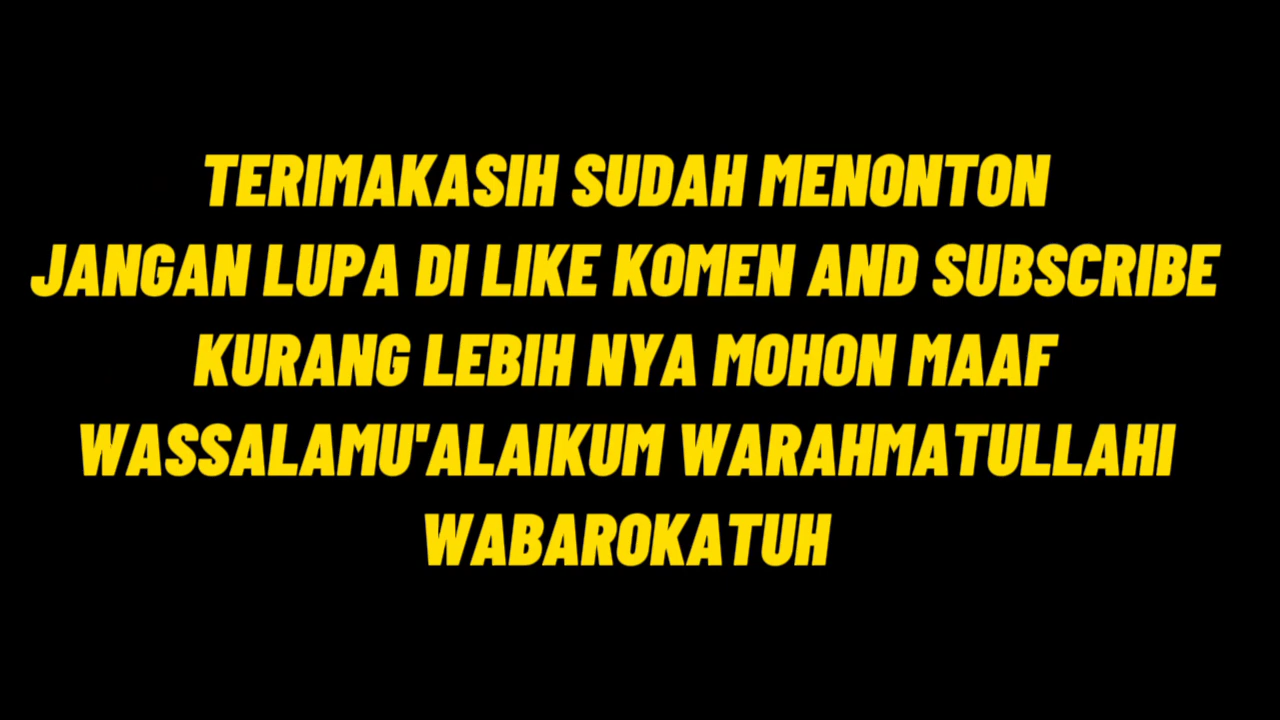 TERIMAKASIH SUDAH MENONTON
JANGAN LUPA DI LIKE KOMEN AND SUBSCRIBE
KURANG LEBIH NYA MOHON MAAF
WASSALAMU'ALAIKUM WARAHMATULLAHI
WABAROKATUH